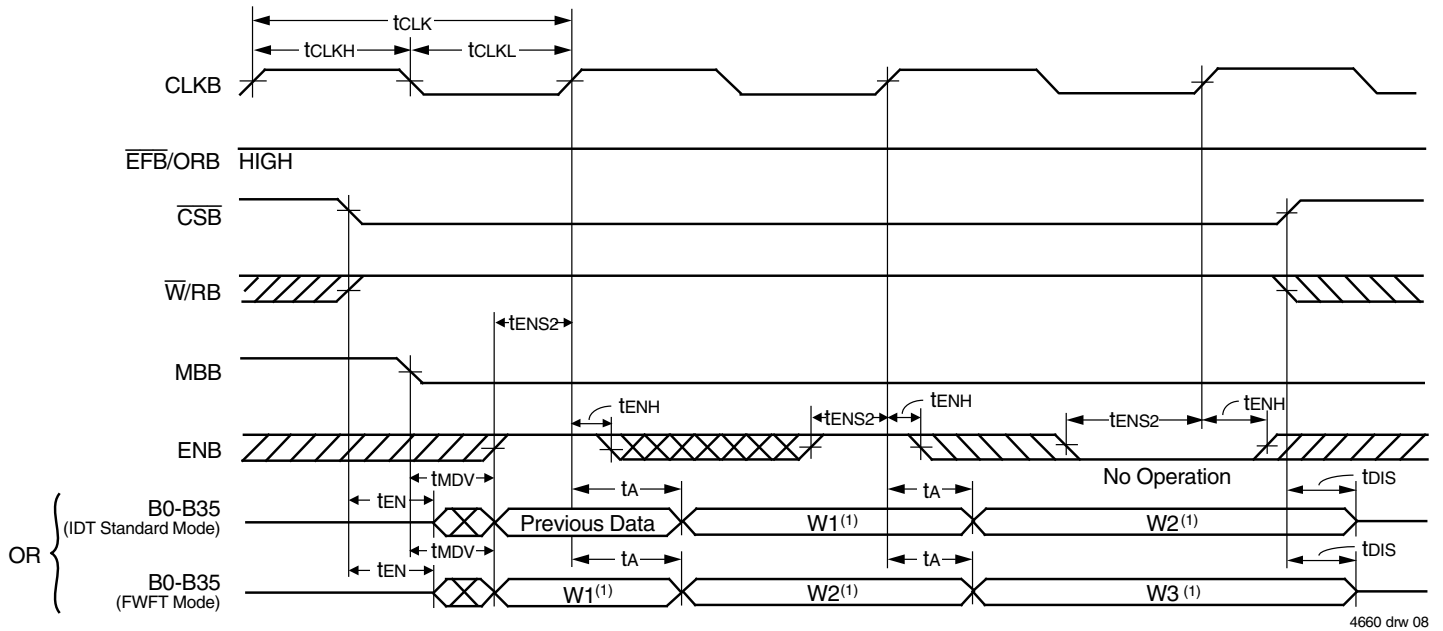 tCLK
tCLKH tCLKL
CLKB
EFB/ORB HIGH
CSB
W/RB
tENS2
MBB
tENH tENS2 tENH tENS2 tENH
ENB
No Operation
tMDV
tEN tA tA tDIS
B0-B35
(IDT Standard Mode)
Previous Data W1(1) W2(1)
OR
tMDV
tEN tA tA tDIS
B0-B35
(FWFT Mode)
W1(1) W2(1) W3(1)
4660 drw 08